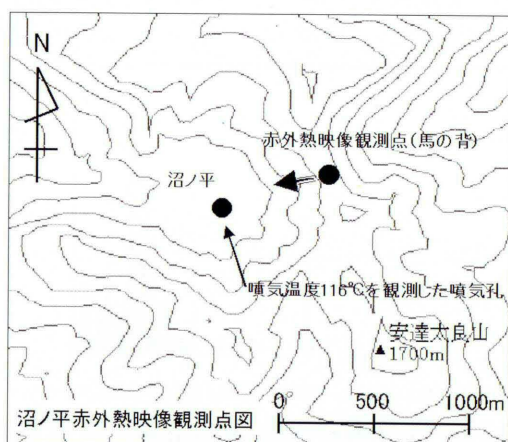 N
赤外熱映像観測点(馬の背)
沼ノ平
噴気温度116℃を観測した噴気孔
安達太良山
▲1700m
沼ノ平赤外熱映像観測点図
0 500 1000m